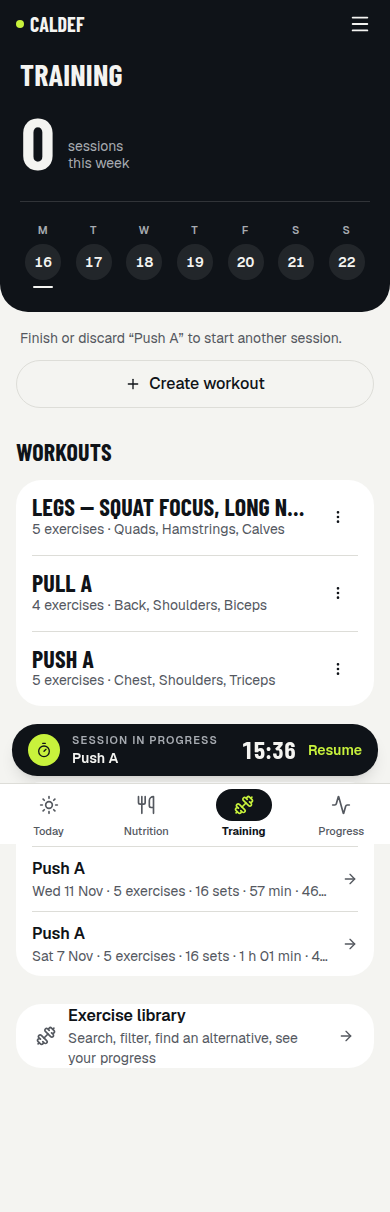 CALDEF
TRAINING
0 sessions
this week
M T W T F S S
16 17 18 19 20 21 22
Finish or discard “Push A” to start another session.
+ Create workout
WORKOUTS
LEGS — SQUAT FOCUS, LONG N…
5 exercises · Quads, Hamstrings, Calves
PULL A
4 exercises · Back, Shoulders, Biceps
PUSH A
5 exercises · Chest, Shoulders, Triceps
SESSION IN PROGRESS
Push A
15:36 Resume
Today Nutrition Training Progress
Push A
Wed 11 Nov · 5 exercises · 16 sets · 57 min · 46…
Push A
Sat 7 Nov · 5 exercises · 16 sets · 1 h 01 min · 4…
Exercise library
Search, filter, find an alternative, see
your progress